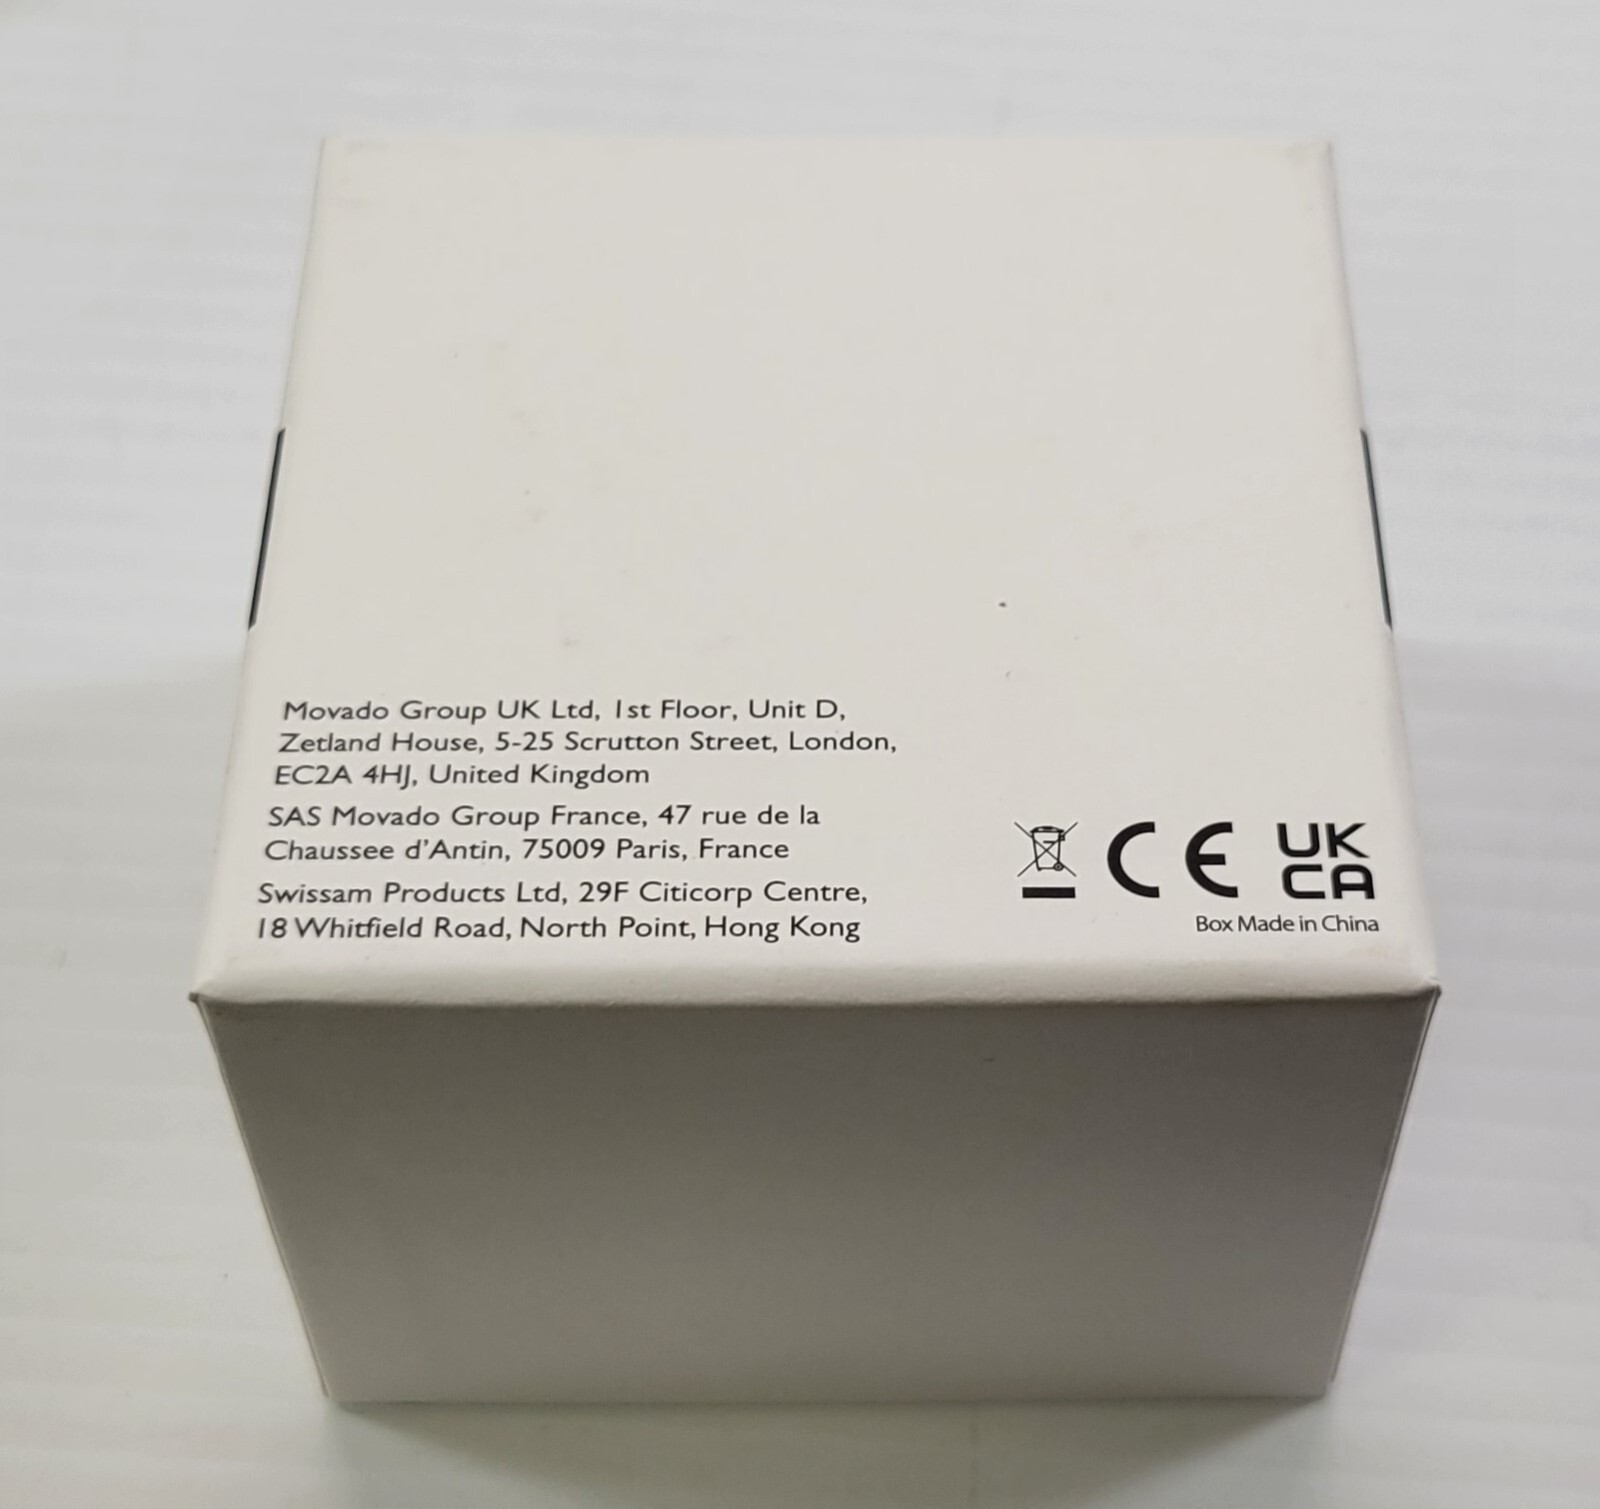 Movado Group UK Ltd, 1st Floor, Unit D,
Zetland House, 5-25 Scrutton Street, London,
EC2A 4HJ, United Kingdom
SAS Movado Group France, 47 rue de la
Chaussee d'Antin, 75009 Paris, France
Swissam Products Ltd, 29F Citicorp Centre,
18 Whitfield Road, North Point, Hong Kong
CE
UK
CA
Box Made in China